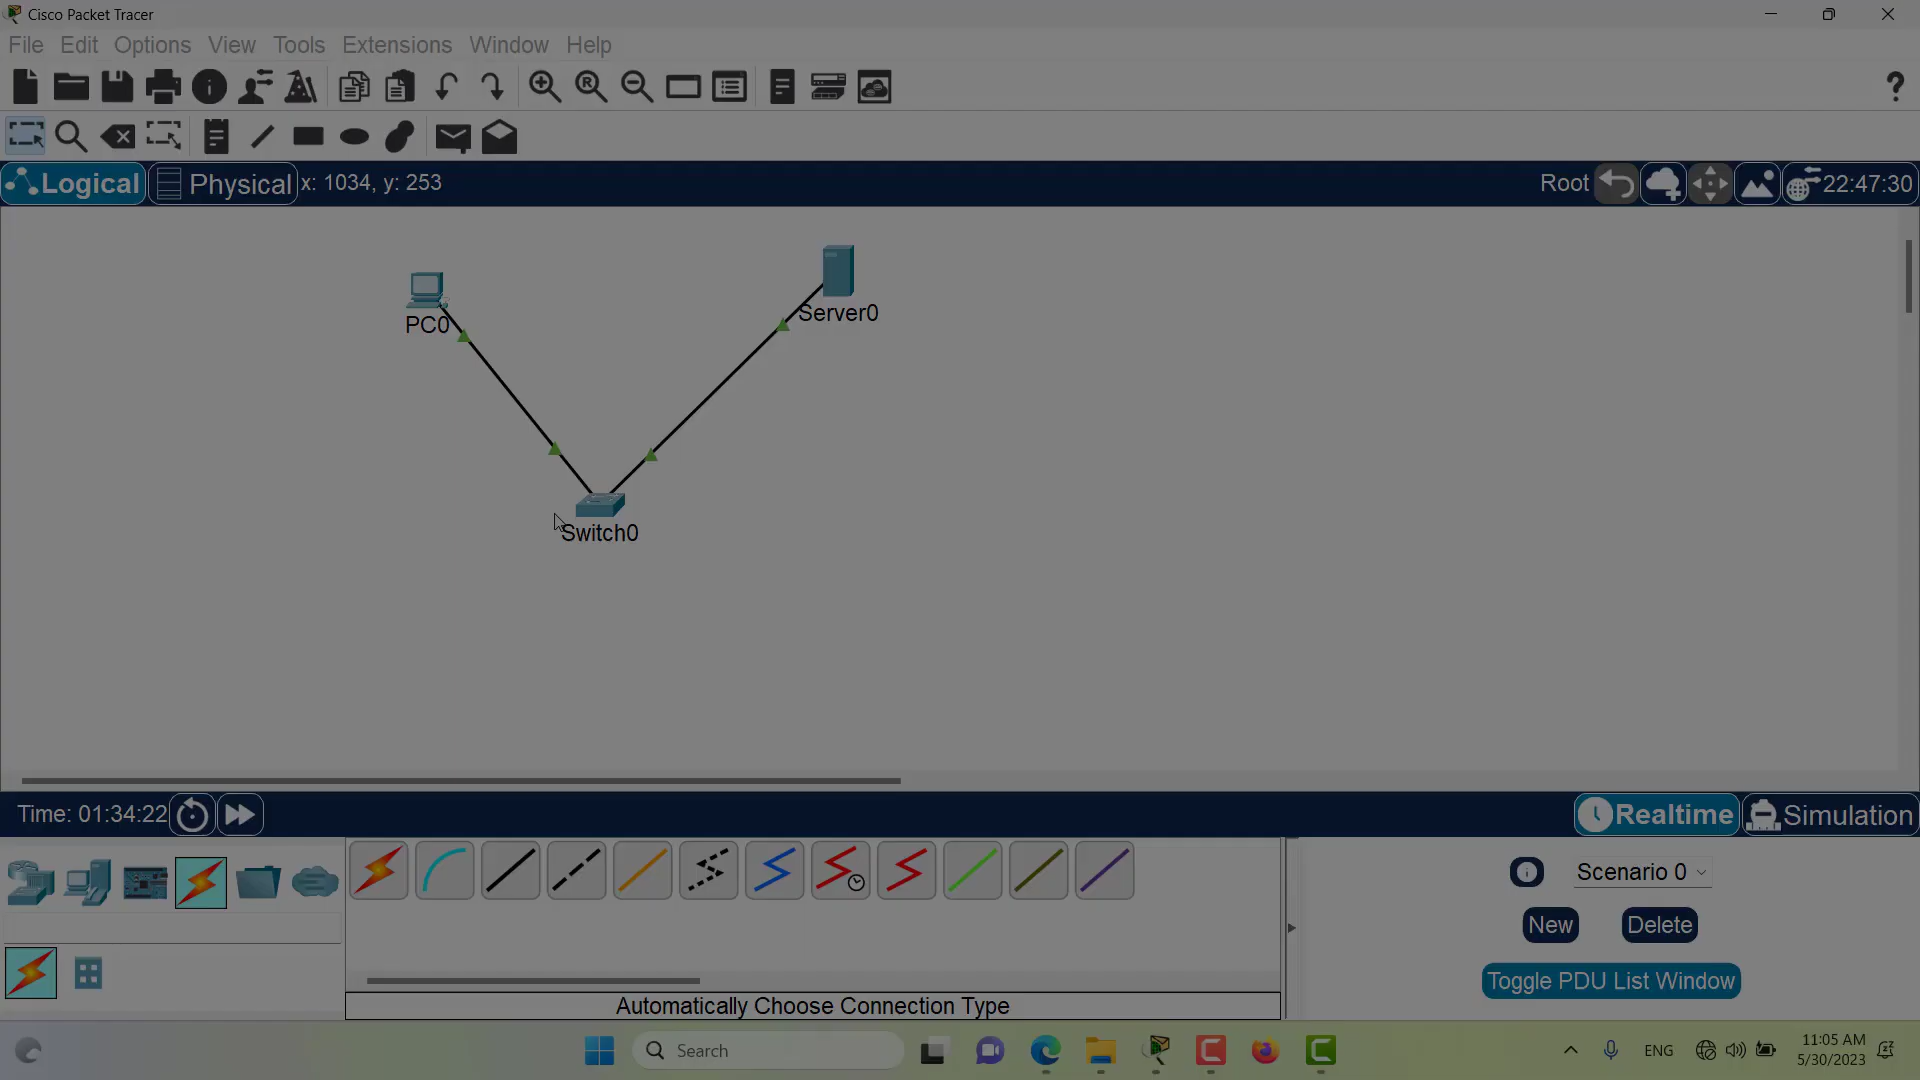 Cisco Packet Tracer
File Edit Options View Tools Extensions Window Help
Logical Physical x: 1034, y: 253 Root 22:47:30
PC0
Server0
Switch0
Time: 01:34:22 Realtime Simulation
Scenario 0
New Delete
Toggle PDU List Window
Automatically Choose Connection Type
Search
ENG
11:05 AM
5/30/2023